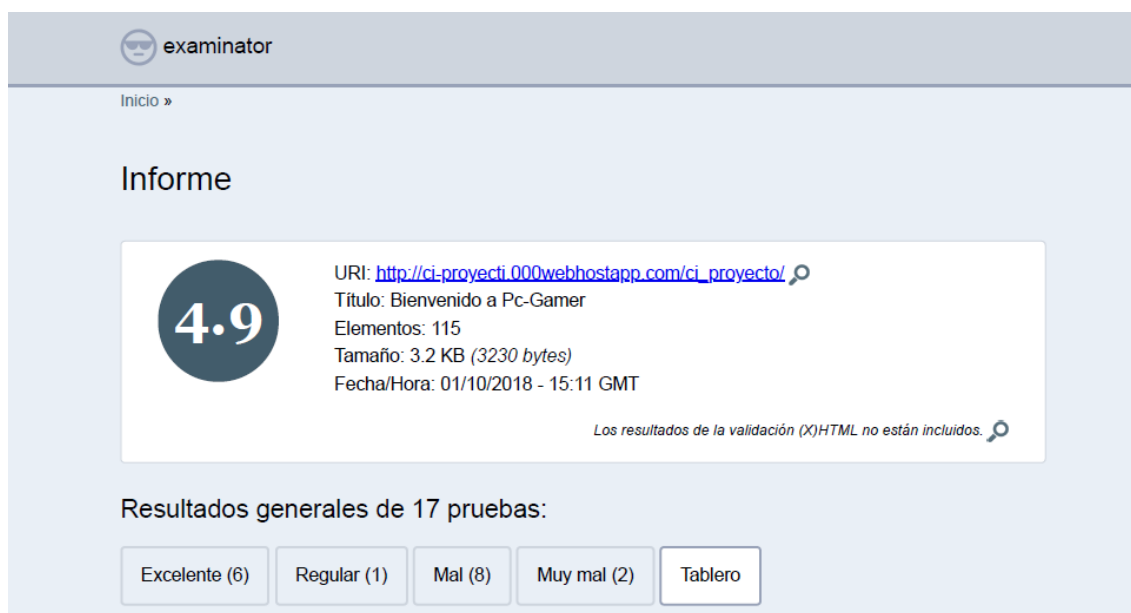 examinator
Inicio »
Informe
4.9
URI: http://ci-proyecti.000webhostapp.com/ci_proyecto/
Título: Bienvenido a Pc-Gamer
Elementos: 115
Tamaño: 3.2 KB (3230 bytes)
Fecha/Hora: 01/10/2018 - 15:11 GMT
Los resultados de la validación (X)HTML no están incluidos.
Resultados generales de 17 pruebas:
Excelente (6) Regular (1) Mal (8) Muy mal (2) Tablero